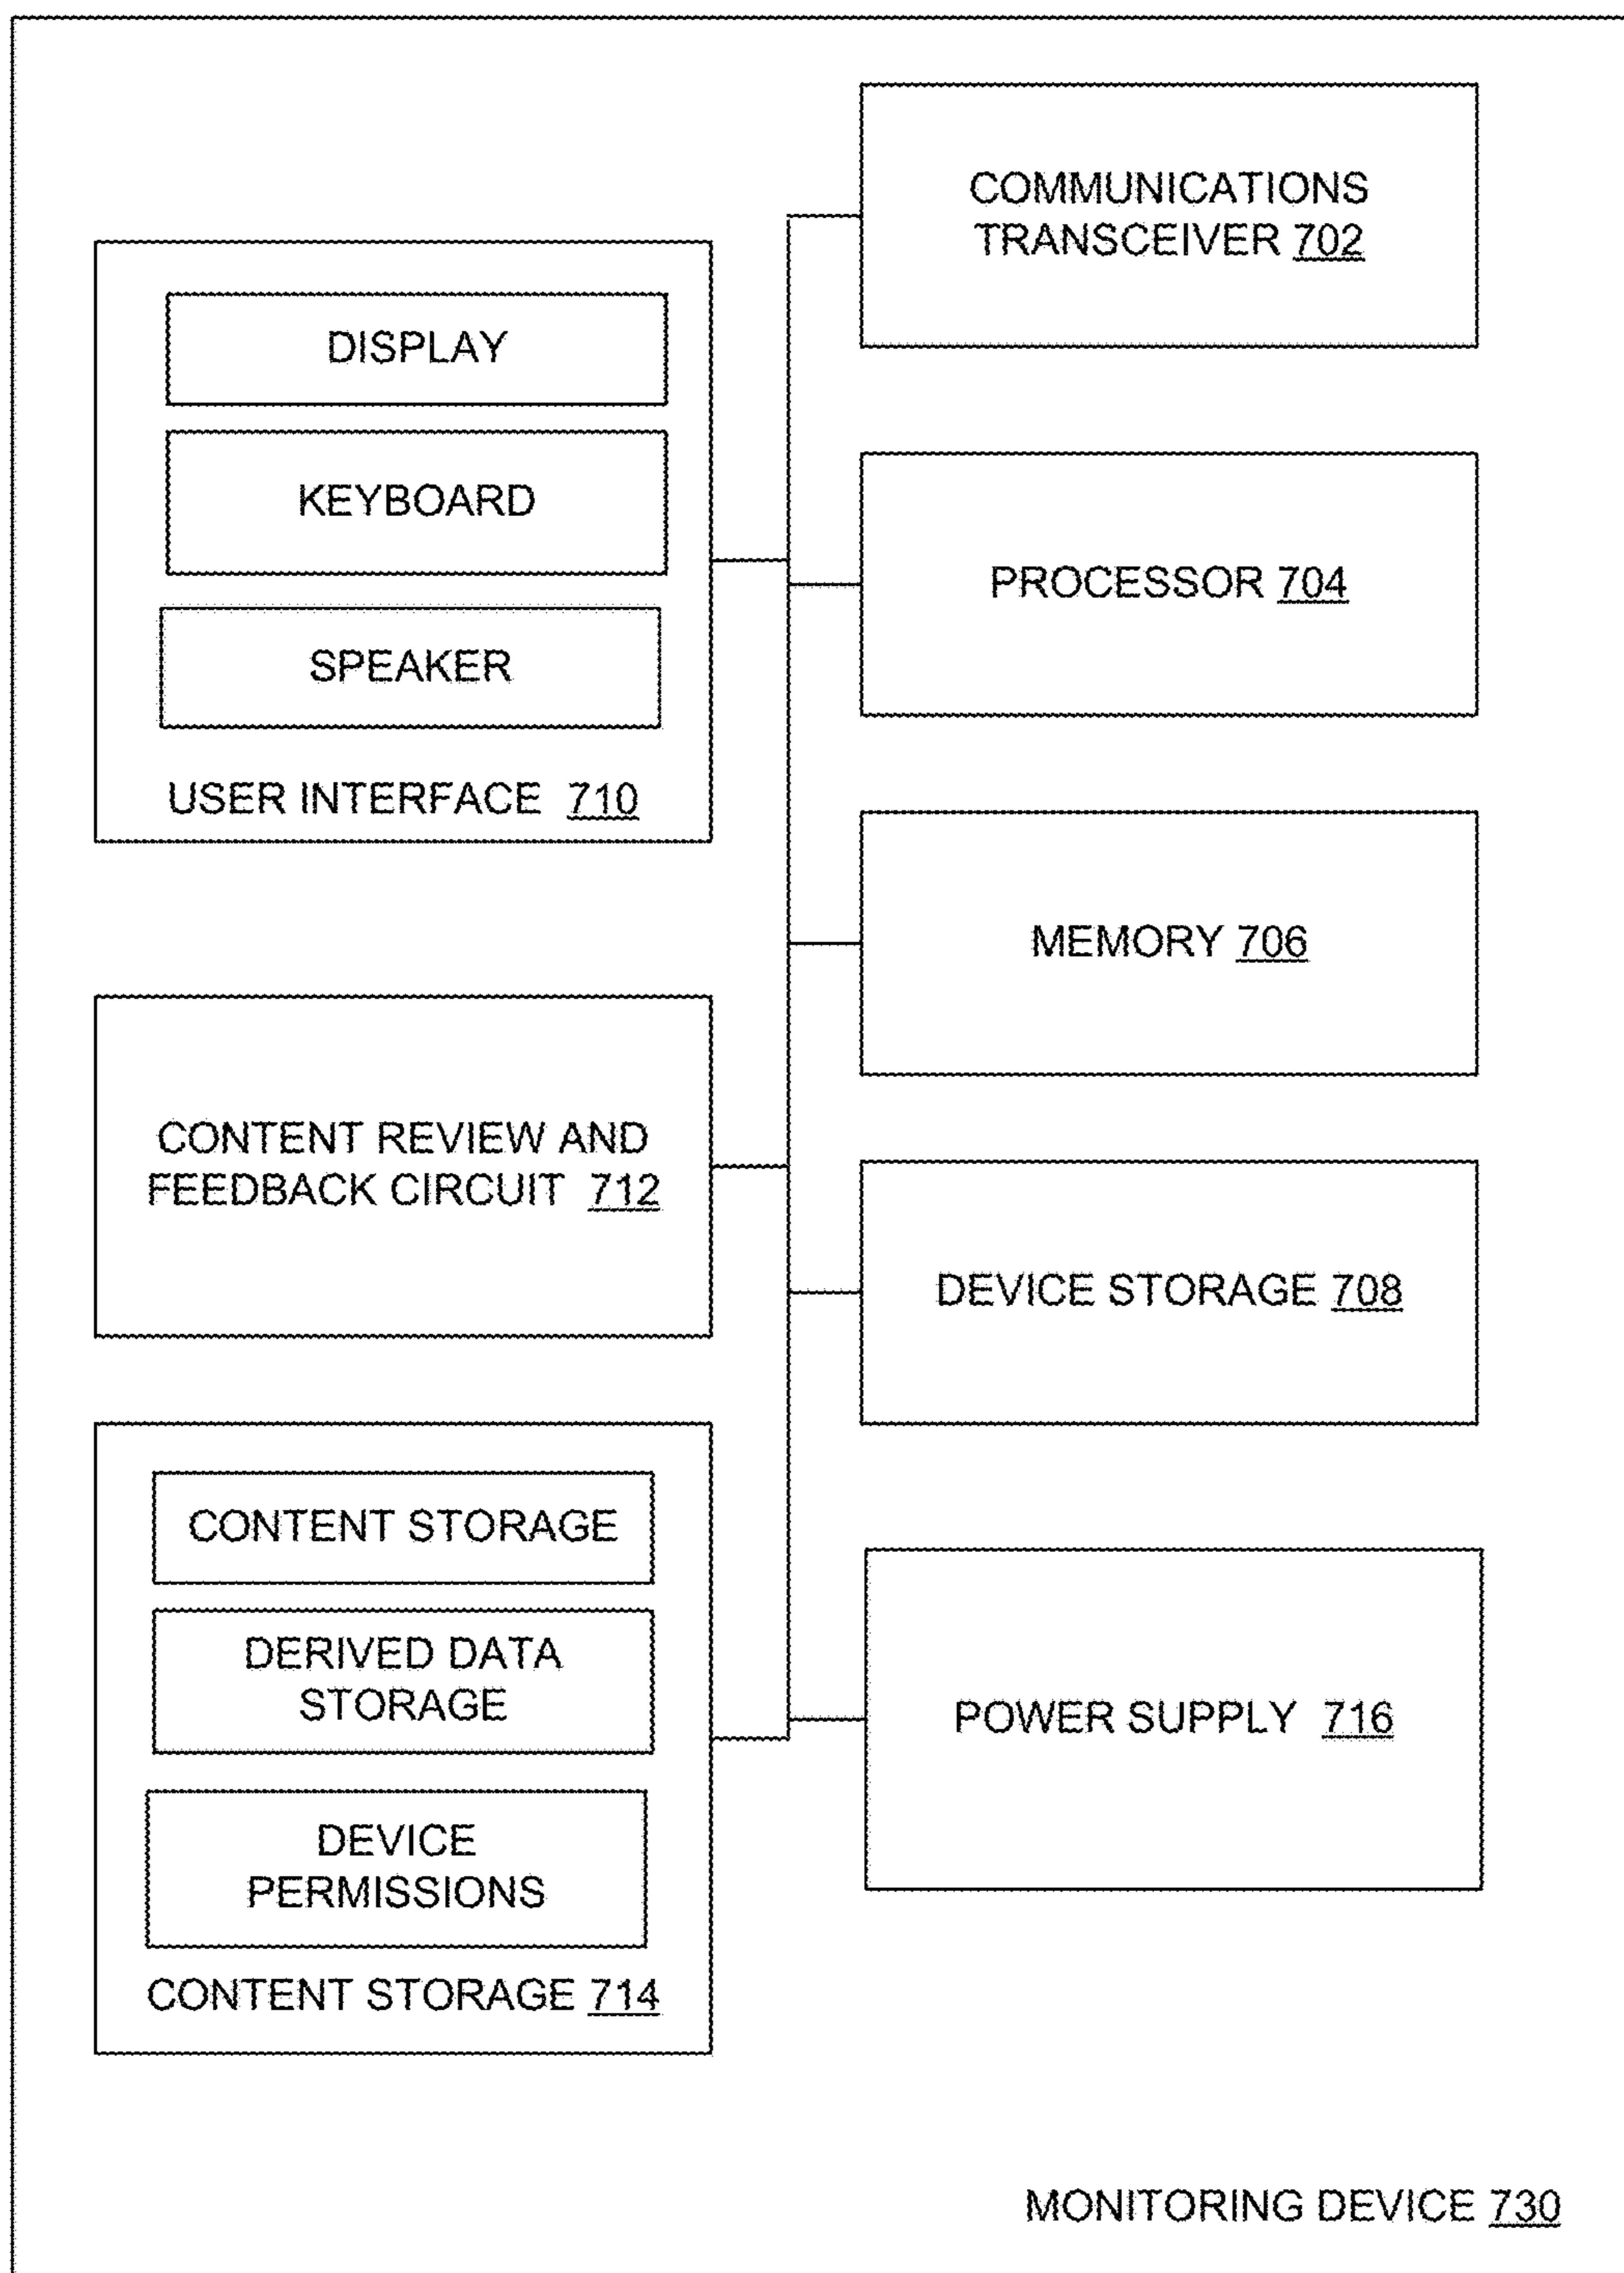 COMMUNICATIONS
TRANSCEIVER 702
DISPLAY
KEYBOARD
SPEAKER
USER INTERFACE 710
PROCESSOR 704
MEMORY 706
CONTENT REVIEW AND
FEEDBACK CIRCUIT 712
DEVICE STORAGE 708
CONTENT STORAGE
DERIVED DATA
STORAGE
DEVICE
PERMISSIONS
CONTENT STORAGE 714
POWER SUPPLY 716
MONITORING DEVICE 730